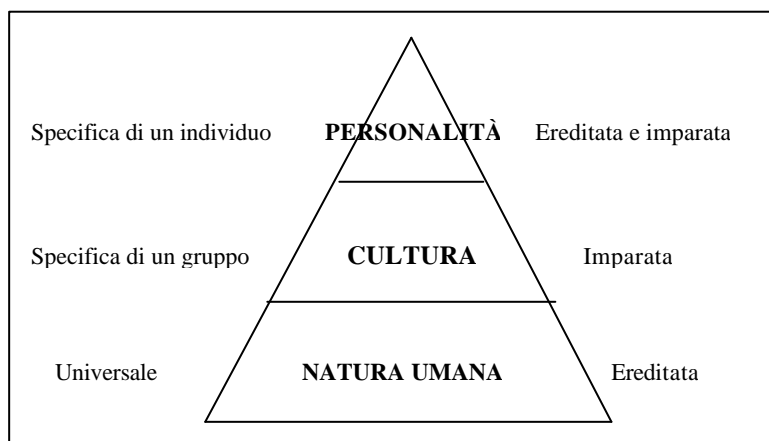 Specifica di un individuo PERSONALITÀ Ereditata e imparata
Specifica di un gruppo CULTURA Imparata
Universale NATURA UMANA Ereditata